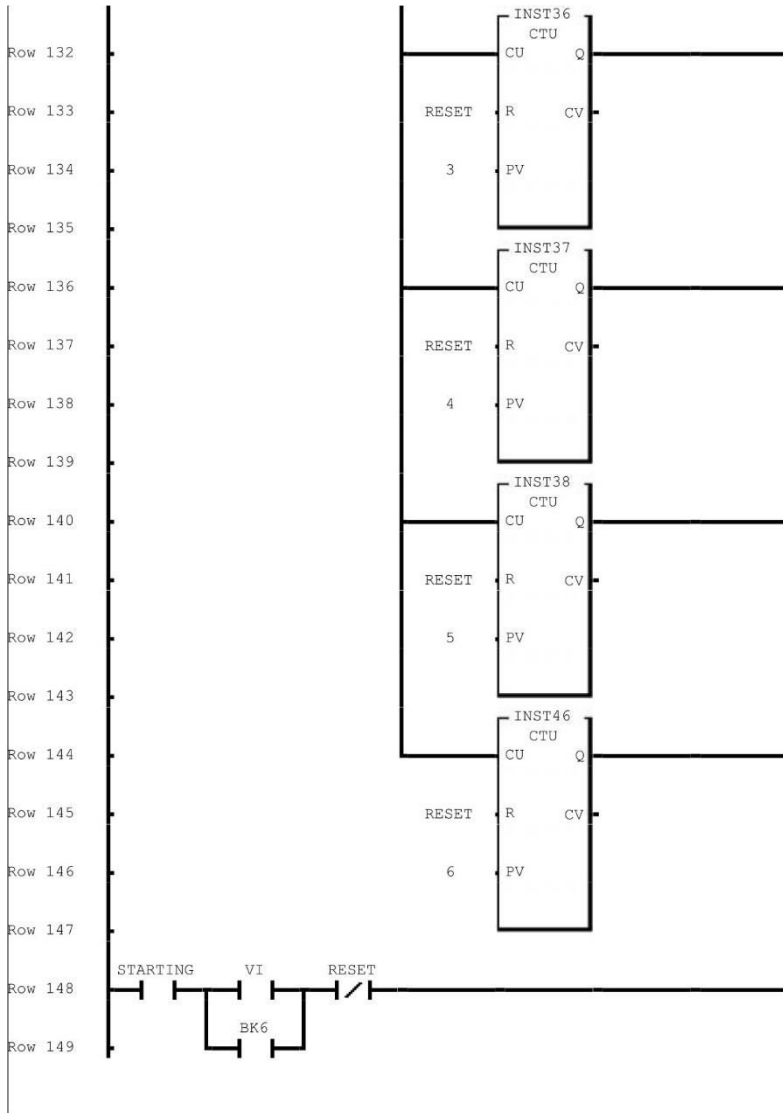 INST36
CTU
Row 132 CU Q
Row 133 RESET R CV
Row 134 3 PV
Row 135
INST37
CTU
Row 136 CU Q
Row 137 RESET R CV
Row 138 4 PV
Row 139
INST38
CTU
Row 140 CU Q
Row 141 RESET R CV
Row 142 5 PV
Row 143
INST46
CTU
Row 144 CU Q
Row 145 RESET R CV
Row 146 6 PV
Row 147
STARTING VI RESET
Row 148
BK6
Row 149